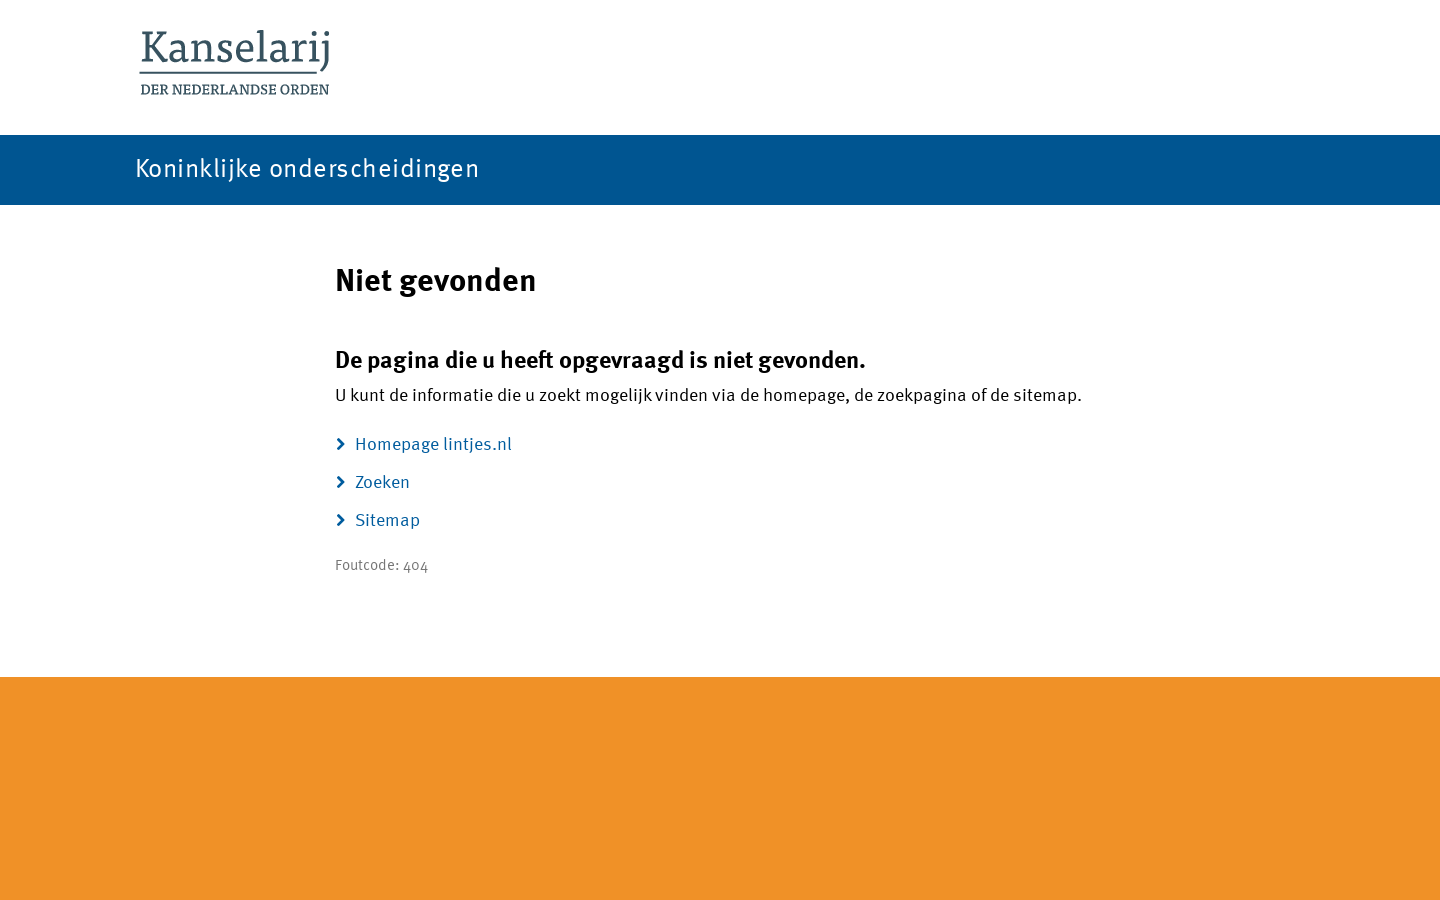 Kanselarij
DER NEDERLANDSE ORDEN
Koninklijke onderscheidingen
Niet gevonden
De pagina die u heeft opgevraagd is niet gevonden.
U kunt de informatie die u zoekt mogelijk vinden via de homepage, de zoekpagina of de sitemap.
Homepage lintjes.nl
Zoeken
Sitemap
Foutcode: 404